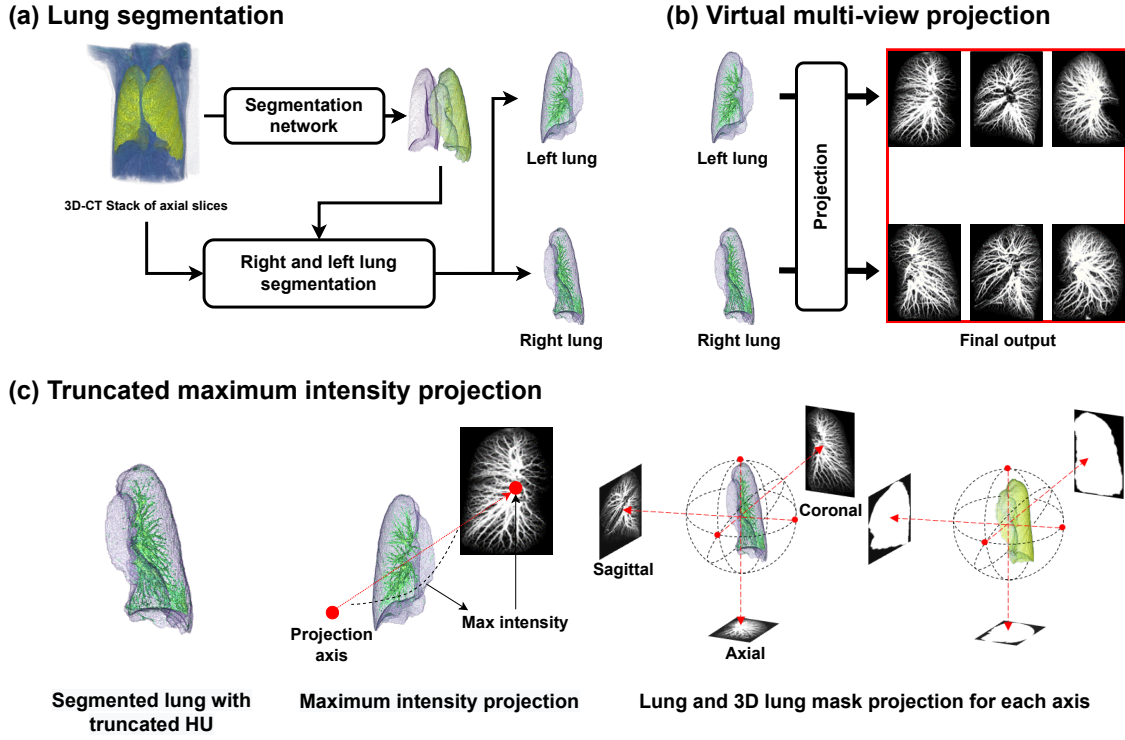 (a) Lung segmentation
Segmentation
network
3D-CT Stack of axial slices
Right and left lung
segmentation
Left lung
Right lung
(b) Virtual multi-view projection
Left lung
Right lung
Projection
Final output
(c) Truncated maximum intensity projection
Projection
axis
Max intensity
Sagittal
Coronal
Axial
Segmented lung with
truncated HU
Maximum intensity projection
Lung and 3D lung mask projection for each axis